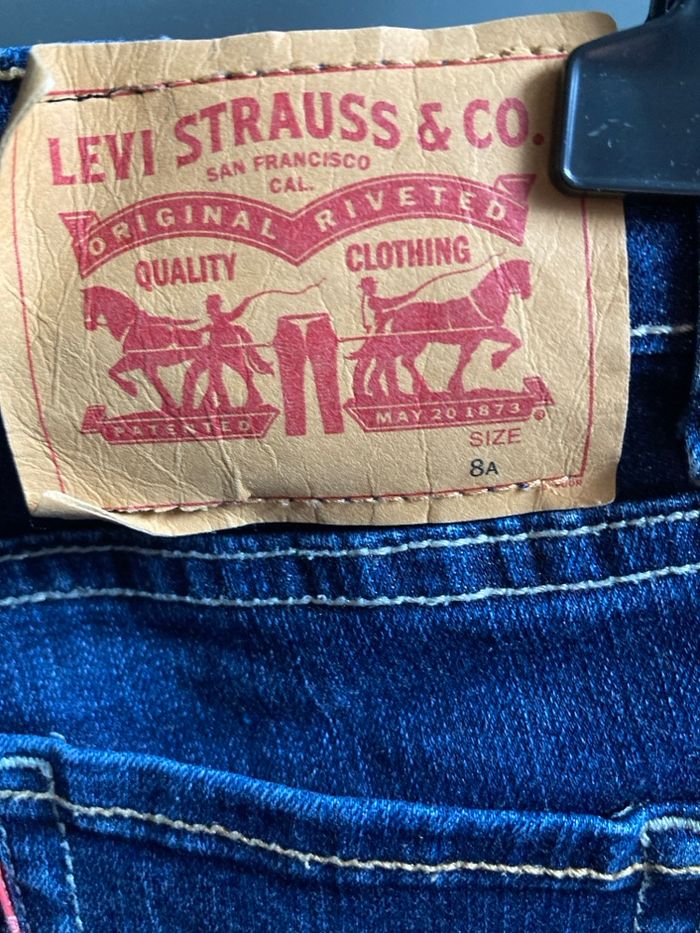 LEVI STRAUSS & CO.
SAN FRANCISCO
CAL.
ORIGINAL RIVETED
QUALITY CLOTHING
PATENTED MAY 20 1873
SIZE
8A